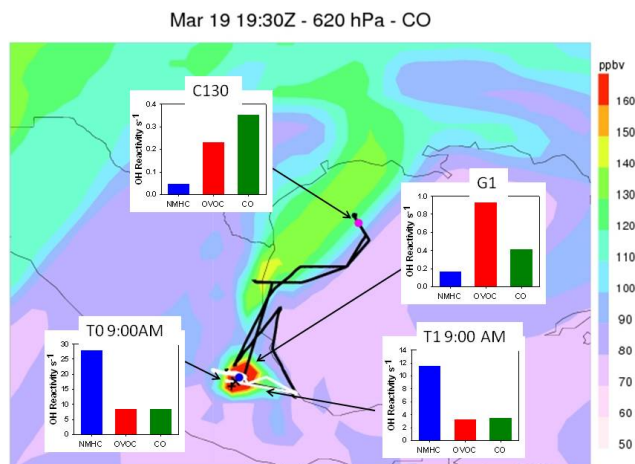 Mar 19 19:30Z - 620 hPa - CO
ppbv
160
150
140
130
120
110
100
90
80
70
60
50
C130
OH Reactivity s-1
0.4
0.3
0.2
0.1
0.0
NMHC OVOC CO
G1
OH Reactivity s-1
1.0
0.8
0.6
0.4
0.2
0.0
NMHC OVOC CO
T0 9:00AM
OH Reactivity s-1
30
25
20
15
10
5
0
NMHC OVOC CO
T1 9:00 AM
OH Reactivity s-1
14
12
10
8
6
4
2
0
NMHC OVOC CO